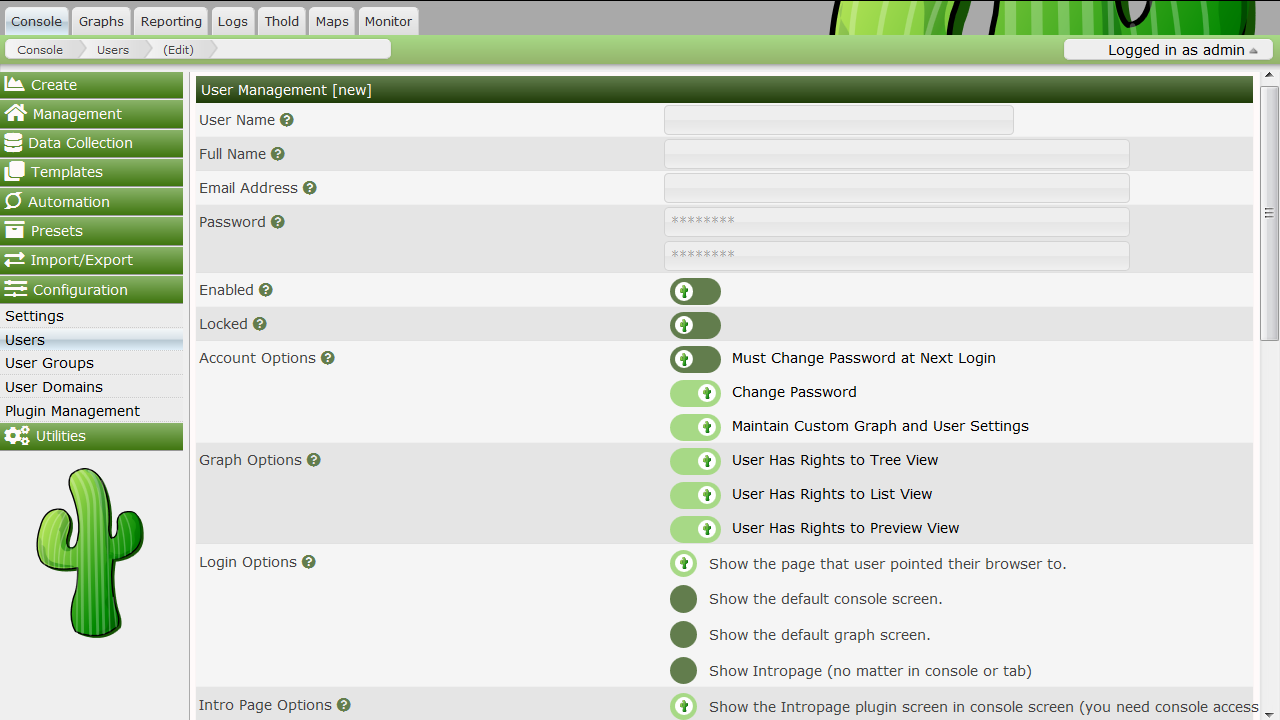 Console Graphs Reporting Logs Thold Maps Monitor
Console Users (Edit) Logged in as admin
Create
Management
Data Collection
Templates
Automation
Presets
Import/Export
Configuration
Settings
Users
User Groups
User Domains
Plugin Management
Utilities
User Management [new]
User Name
Full Name
Email Address
Password ********
********
Enabled
Locked
Account Options Must Change Password at Next Login
Change Password
Maintain Custom Graph and User Settings
Graph Options User Has Rights to Tree View
User Has Rights to List View
User Has Rights to Preview View
Login Options Show the page that user pointed their browser to.
Show the default console screen.
Show the default graph screen.
Show Intropage (no matter in console or tab)
Intro Page Options Show the Intropage plugin screen in console screen (you need console access